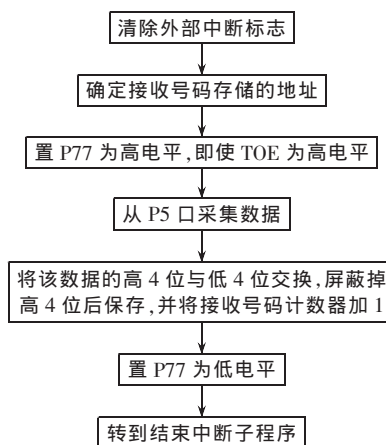 清除外部中断标志
确定接收号码存储的地址
置 P77 为高电平,即使 TOE 为高电平
从 P5 口采集数据
将该数据的高 4 位与低 4 位交换,屏蔽掉
高 4 位后保存,并将接收号码计数器加 1
置 P77 为低电平
转到结束中断子程序